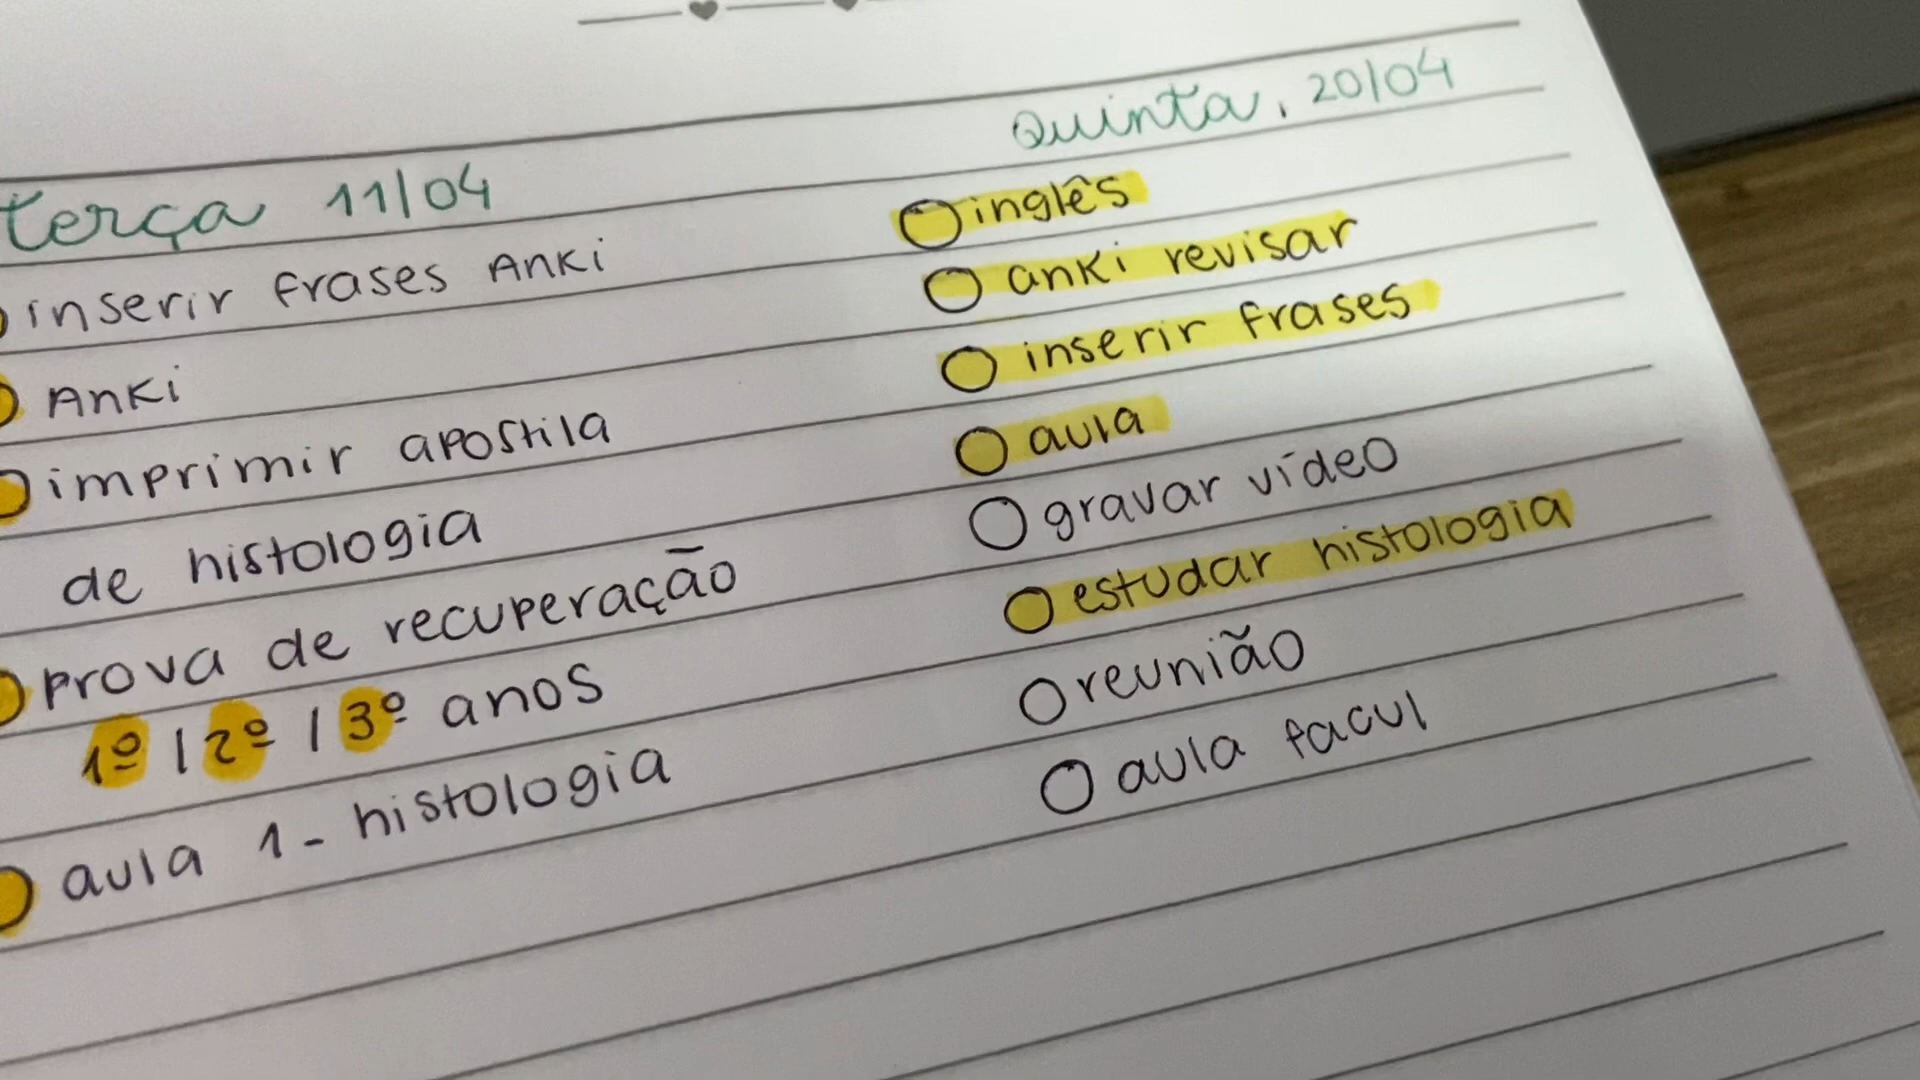 terça 11/04
inserir frases Anki
Anki
imprimir apostila
de histologia
prova de recuperação
1º | 2º | 3º anos
aula 1 - histologia
Quinta, 20/04
inglês
anki revisar
inserir frases
aula
gravar vídeo
estudar histologia
reunião
aula facul